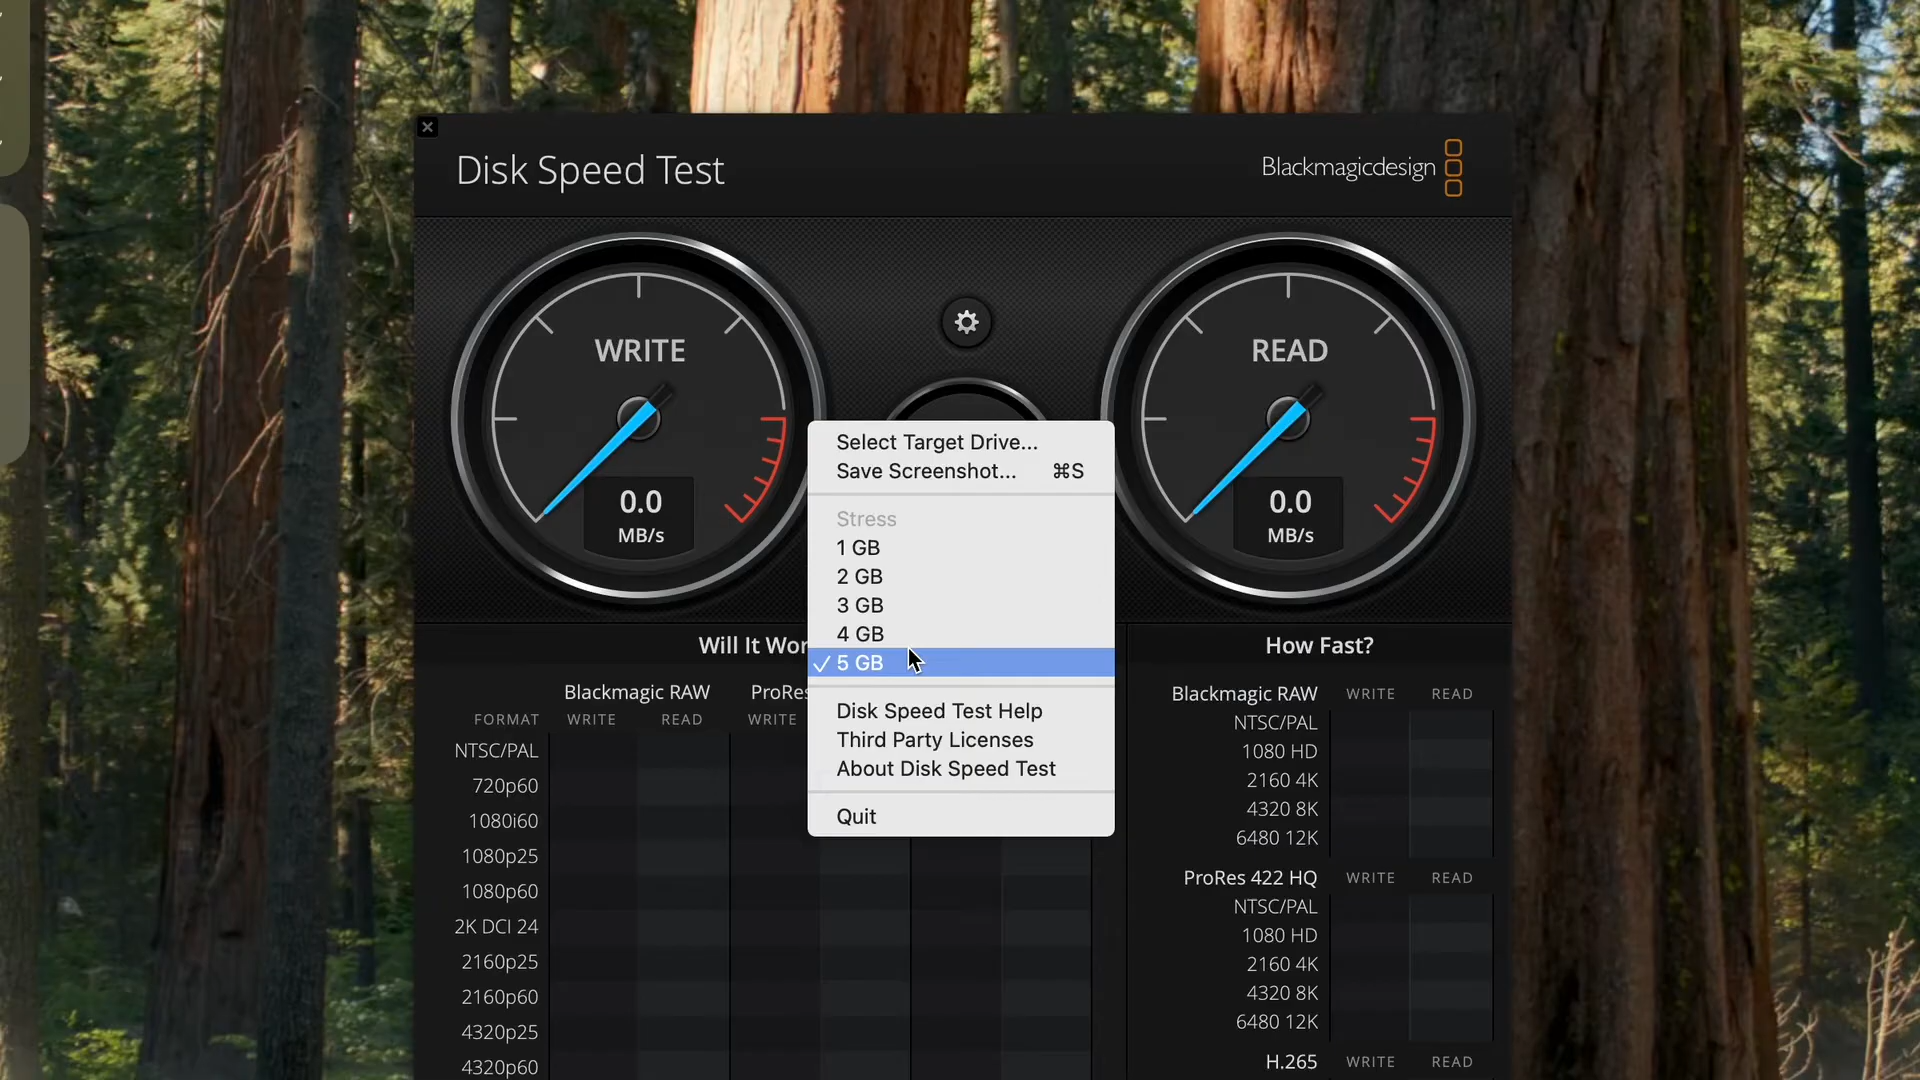 Disk Speed Test
Blackmagicdesign
WRITE
0.0
MB/s
READ
0.0
MB/s
Select Target Drive...
Save Screenshot... ⌘S
Stress
1 GB
2 GB
3 GB
4 GB
✓ 5 GB
Disk Speed Test Help
Third Party Licenses
About Disk Speed Test
Quit
Will It Wor
Blackmagic RAW ProRes
FORMAT WRITE READ WRITE
NTSC/PAL
720p60
1080i60
1080p25
1080p60
2K DCI 24
2160p25
2160p60
4320p25
4320p60
How Fast?
Blackmagic RAW WRITE READ
NTSC/PAL
1080 HD
2160 4K
4320 8K
6480 12K
ProRes 422 HQ WRITE READ
NTSC/PAL
1080 HD
2160 4K
4320 8K
6480 12K
H.265 WRITE READ